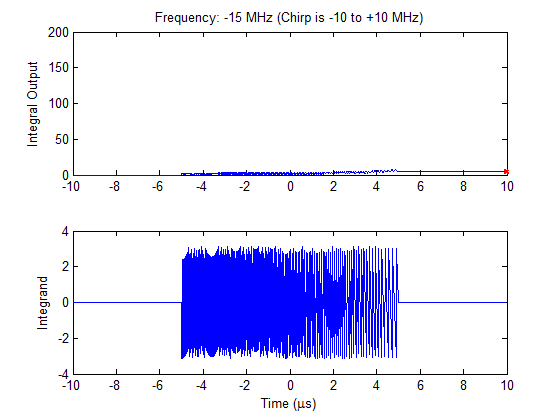 Frequency: -15 MHz (Chirp is -10 to +10 MHz)
200
150
100
50
0
Integral Output
-10 -8 -6 -4 -2 0 2 4 6 8 10
4
2
0
-2
-4
Integrand
-10 -8 -6 -4 -2 0 2 4 6 8 10
Time (μs)